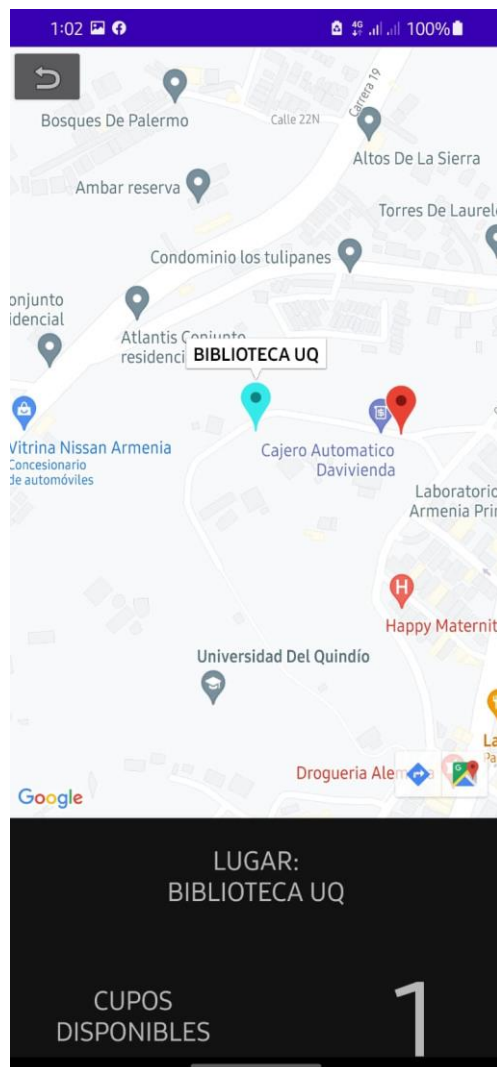 1:02
4G
100%
Carrera 19
Bosques De Palermo
Calle 22N
Altos De La Sierra
Ambar reserva
Torres De Laurel
Condominio los tulipanes
onjunto
idencial
Atlantis Conjunto
residenci
BIBLIOTECA UQ
Vitrina Nissan Armenia
Concesionario
de automóviles
Cajero Automatico
Davivienda
Laboratorio
Armenia Prin
H
Happy Maternit
Universidad Del Quindío
La
Drogueria Alem
Google
LUGAR:
BIBLIOTECA UQ
CUPOS
DISPONIBLES
1